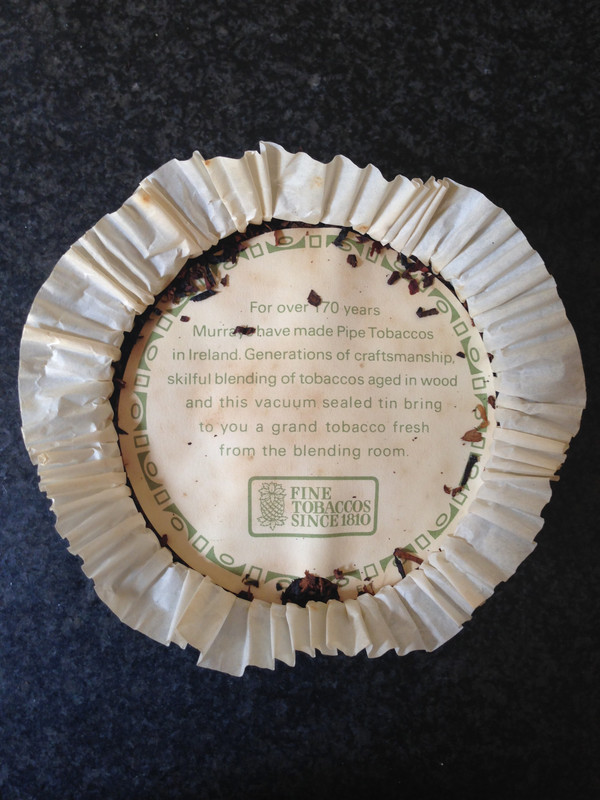 For over 170 years
Murrays have made Pipe Tobaccos
in Ireland. Generations of craftsmanship,
skilful blending of tobaccos aged in wood
and this vacuum sealed tin bring
to you a grand tobacco fresh
from the blending room.
FINE
TOBACCOS
SINCE 1810